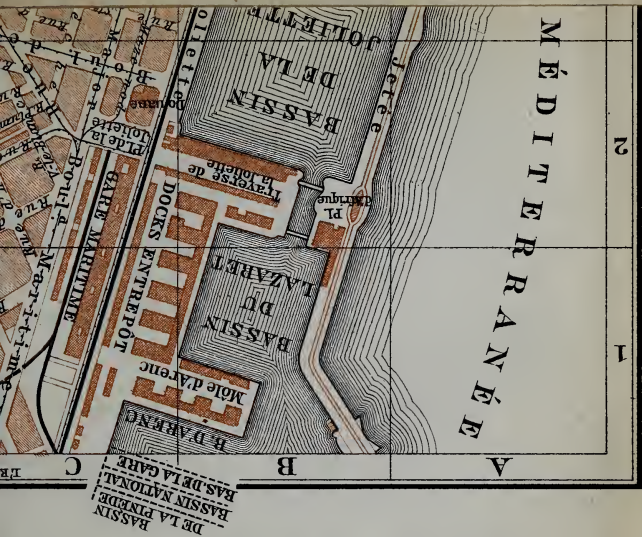 MÉDITERRANÉE
Jetée
JOLIETTE
DE LA
BASSIN
Boul.
Douane
Pl. de la
Joliette
Traverse de
la Joliette
Pl.
d'Afrique
2
GARE MARITIME
Boul.d Maritime
DOCKS ENTREPÔT
LAZARET
DU
BASSIN
1
Môle d'Arenc
B. D'ARENC
C
B
A
BAS. DE LA GARE
BASSIN NATIONAL
DE LA PINEDE
BASSIN